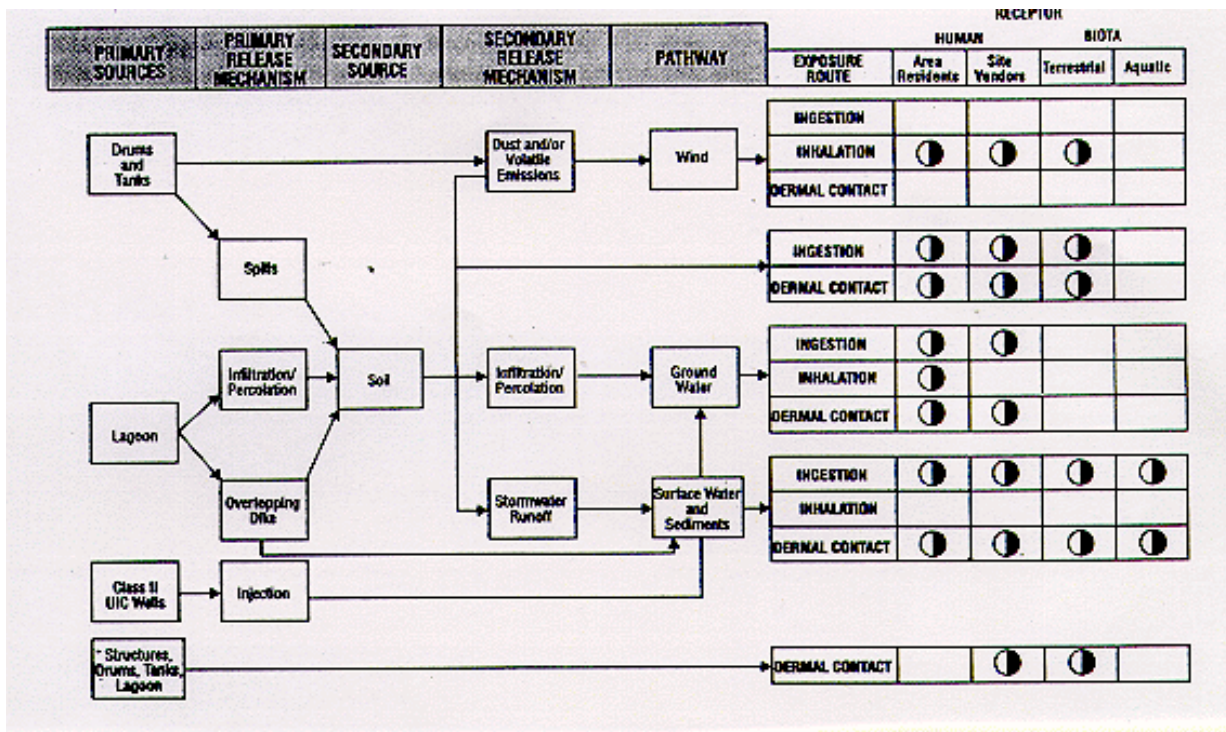 RECEPTOR
HUMAN
BIOTA
PRIMARY
SOURCES
PRIMARY
RELEASE
MECHANISM
SECONDARY
SOURCE
SECONDARY
RELEASE
MECHANISM
PATHWAY
EXPOSURE
ROUTE
Area
Residents
Site
Vendors
Terrestrial
Aquatic
Drums
and
Tanks
Dust and/or
Volatile
Emissions
Wind
INGESTION
INHALATION
DERMAL CONTACT
Spills
INGESTION
DERMAL CONTACT
Infiltration/
Percolation
Soil
Infiltration/
Percolation
Ground
Water
INGESTION
INHALATION
DERMAL CONTACT
Lagoon
Overtopping
Dike
Stormwater
Runoff
Surface Water
and
Sediments
INGESTION
INHALATION
DERMAL CONTACT
Class II
UIC Wells
Injection
Structures,
Drums, Tanks,
Lagoon
DERMAL CONTACT